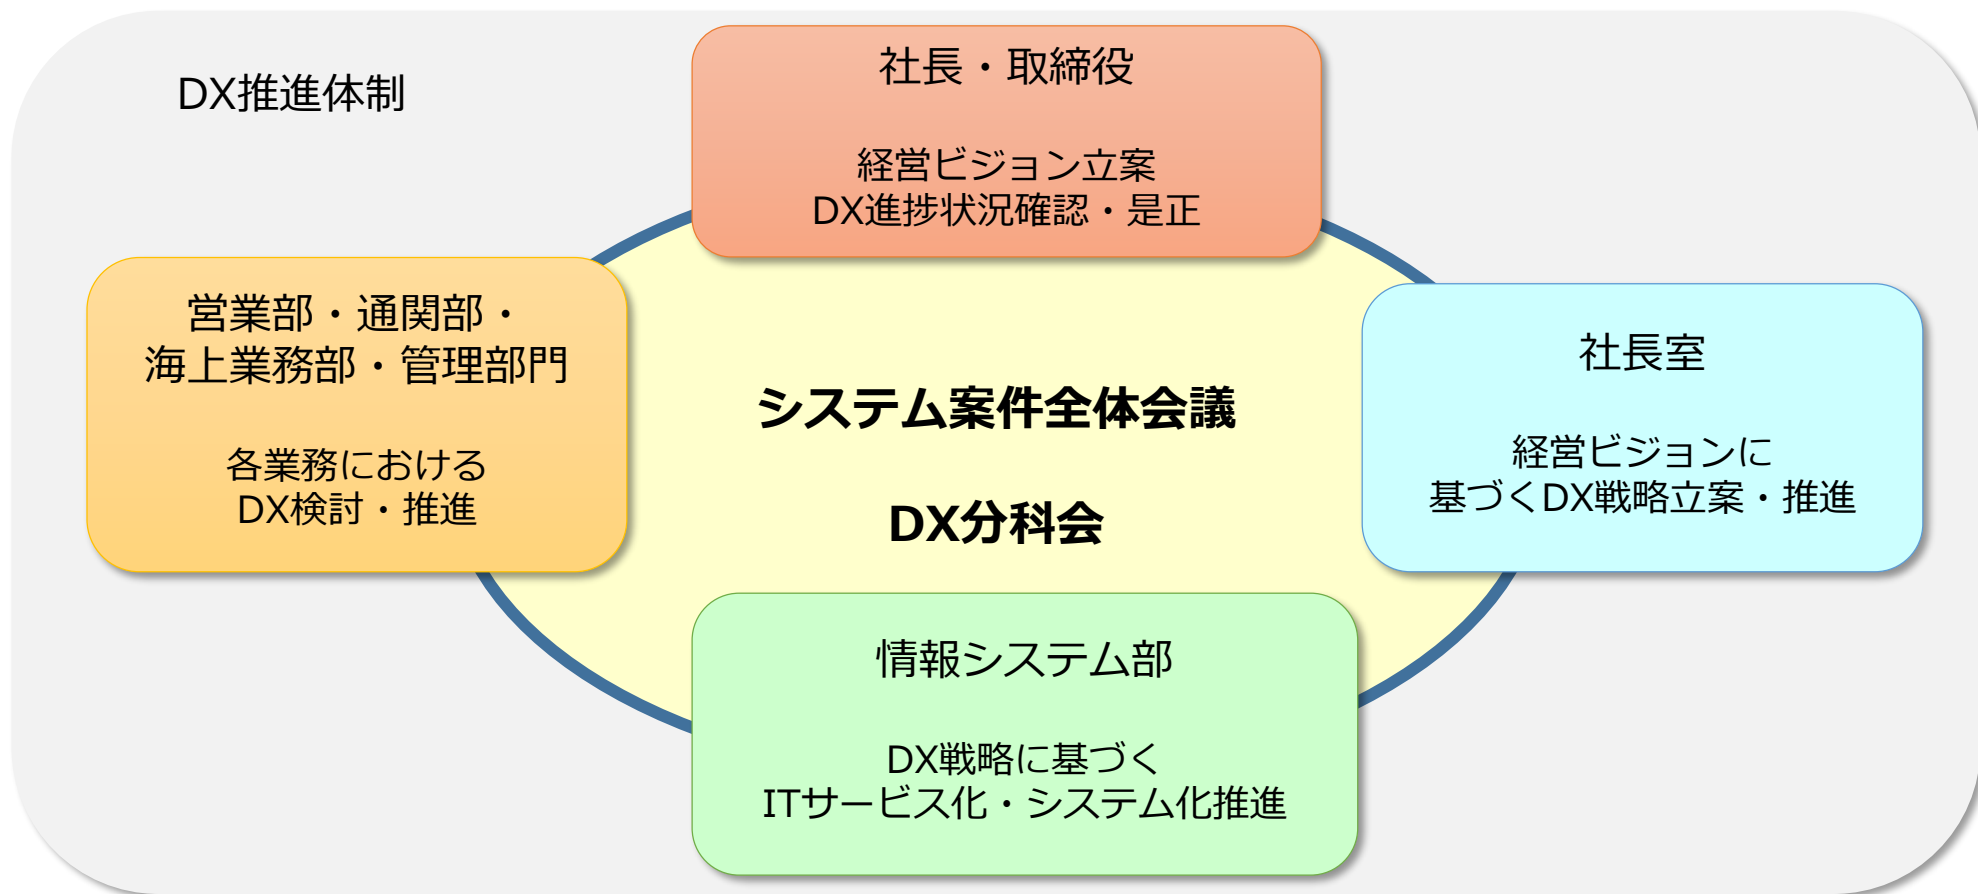 DX推進体制
社長・取締役
経営ビジョン立案
DX進捗状況確認・是正
営業部・通関部・
海上業務部・管理部門
各業務における
DX検討・推進
システム案件全体会議
DX分科会
社長室
経営ビジョンに
基づくDX戦略立案・推進
情報システム部
DX戦略に基づく
ITサービス化・システム化推進